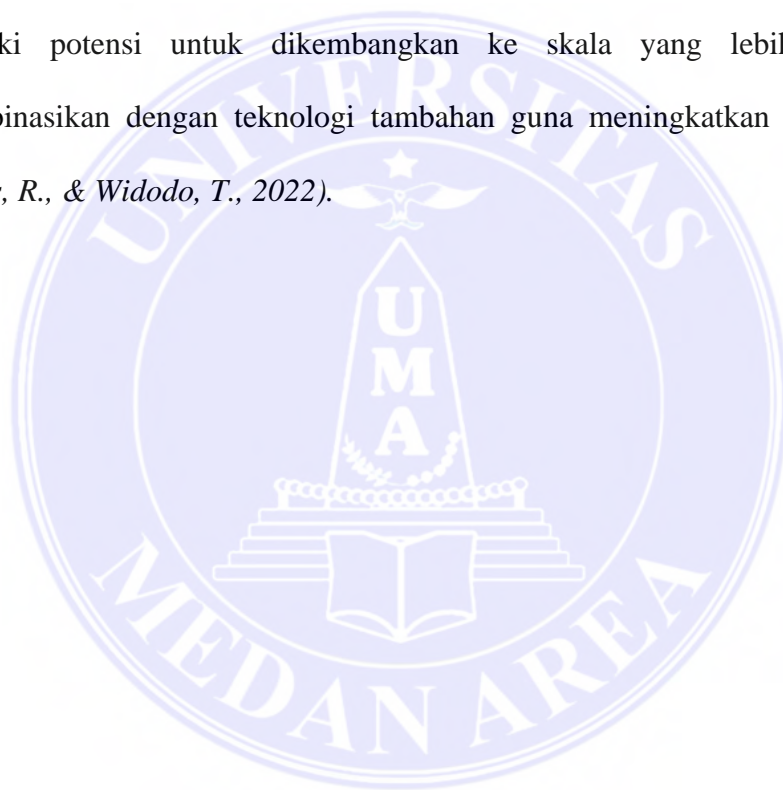 ki potensi untuk dikembangkan ke skala yang lebih
binasikan dengan teknologi tambahan guna meningkatkan
, R., & Widodo, T., 2022).
UNIVERSITAS
UMA
MEDAN AREA